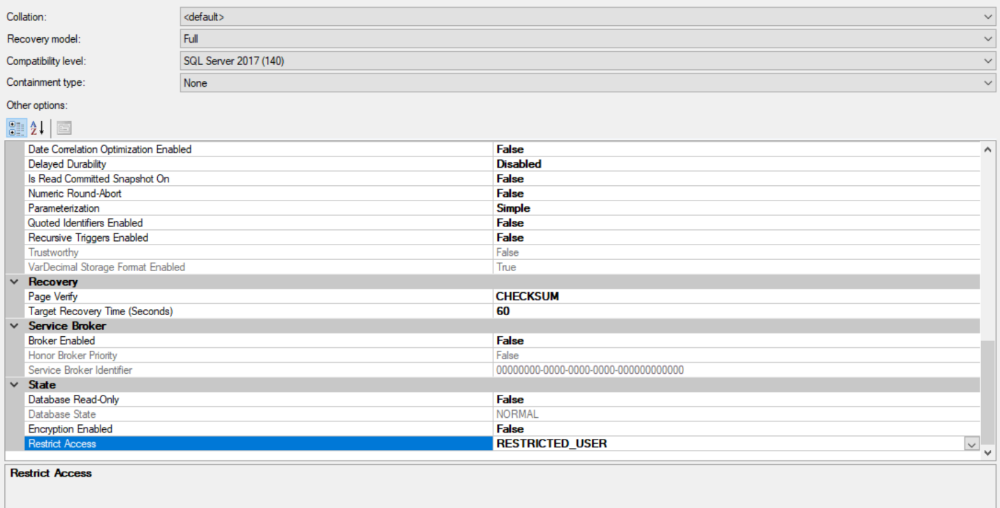 Collation: <default>
Recovery model: Full
Compatibility level: SQL Server 2017 (140)
Containment type: None
Other options:
Date Correlation Optimization Enabled False
Delayed Durability Disabled
Is Read Committed Snapshot On False
Numeric Round-Abort False
Parameterization Simple
Quoted Identifiers Enabled False
Recursive Triggers Enabled False
Trustworthy False
VarDecimal Storage Format Enabled True
Recovery
Page Verify CHECKSUM
Target Recovery Time (Seconds) 60
Service Broker
Broker Enabled False
Honor Broker Priority False
Service Broker Identifier 00000000-0000-0000-0000-000000000000
State
Database Read-Only False
Database State NORMAL
Encryption Enabled False
Restrict Access RESTRICTED_USER
Restrict Access